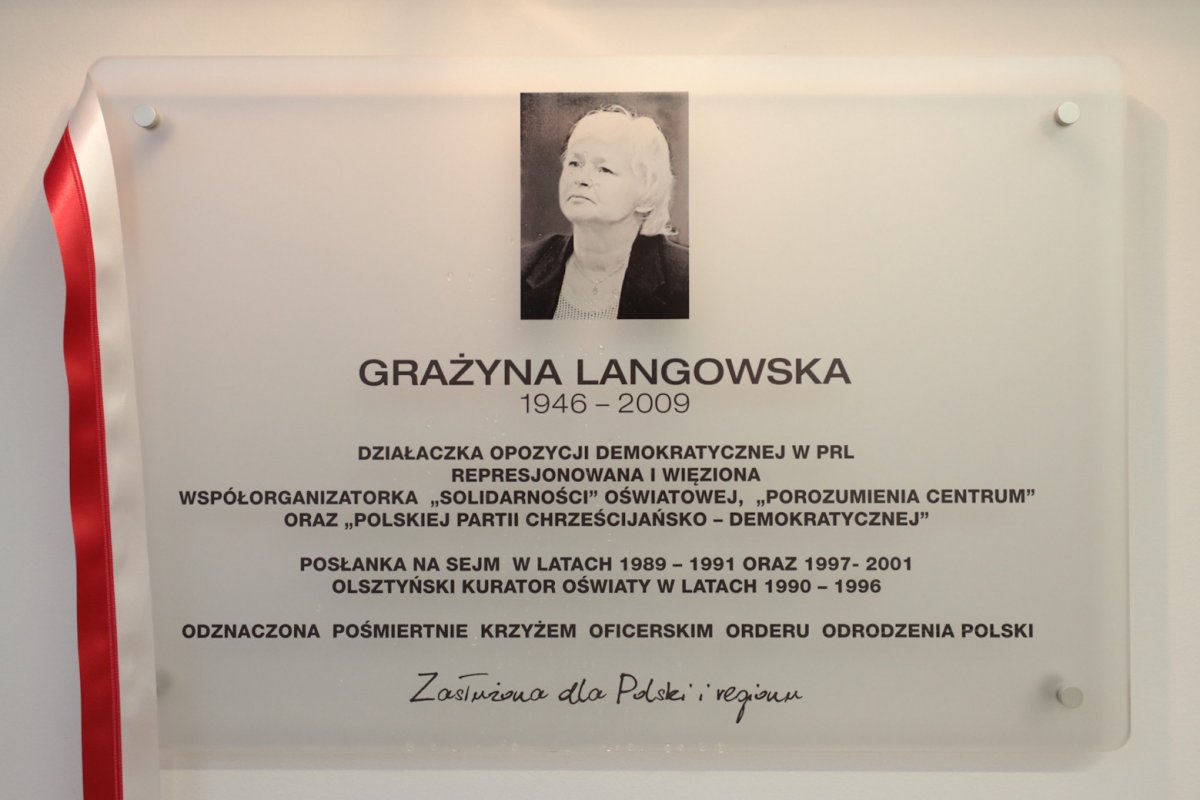 GRAŻYNA LANGOWSKA
1946 – 2009
DZIAŁACZKA OPOZYCJI DEMOKRATYCZNEJ W PRL
REPRESJONOWANA I WIĘZIONA
WSPÓŁORGANIZATORKA „SOLIDARNOŚCI” OŚWIATOWEJ, „POROZUMIENIA CENTRUM”
ORAZ „POLSKIEJ PARTII CHRZEŚCIJAŃSKO – DEMOKRATYCZNEJ”
POSŁANKA NA SEJM W LATACH 1989 – 1991 ORAZ 1997- 2001
OLSZTYŃSKI KURATOR OŚWIATY W LATACH 1990 – 1996
ODZNACZONA POŚMIERTNIE KRZYŻEM OFICERSKIM ORDERU ODRODZENIA POLSKI
Zasłużona dla Polski i regionu